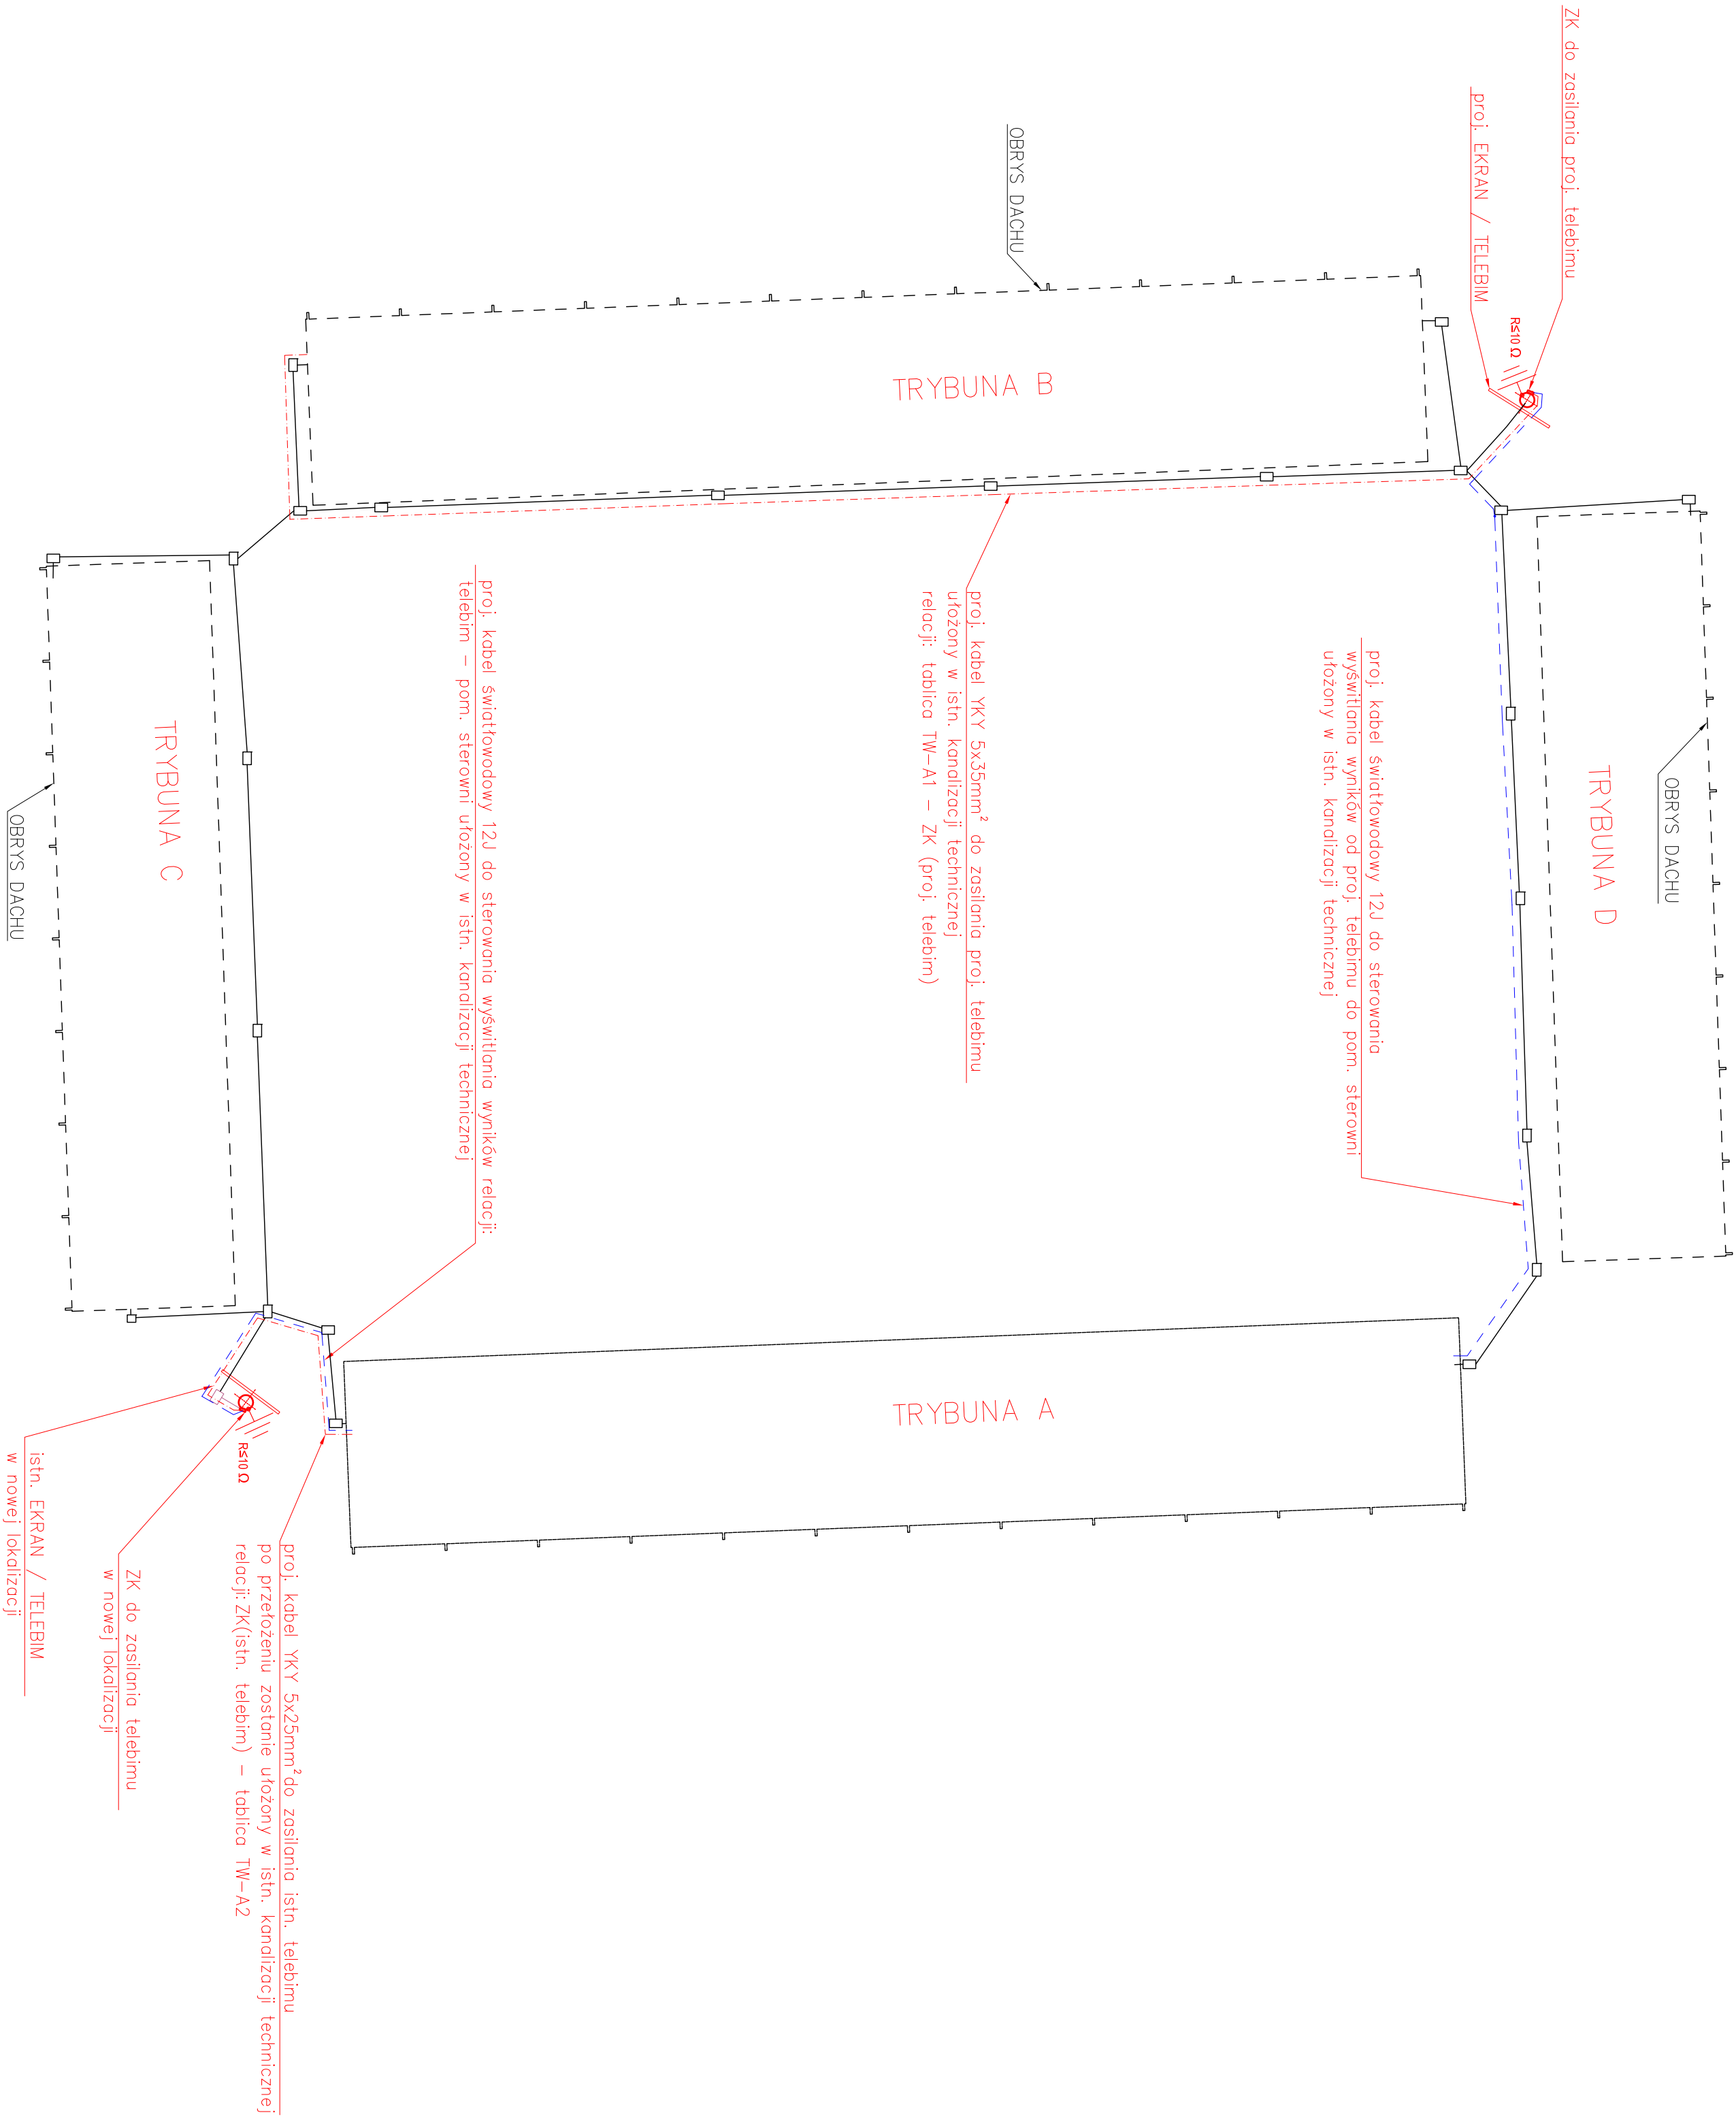 ZK do zasilania proj. telebimu
proj. EKRAN / TELEBIM
R≤10 Ω
OBRYS DACHU
TRYBUNA D
OBRYS DACHU
TRYBUNA B
proj. kabel światłowodowy 12J do sterowania
wyświtlania wyników od proj. telebimu do pom. sterowni
ułożony w istn. kanalizacji technicznej
proj. kabel YKY 5x35mm² do zasilania proj. telebimu
ułożony w istn. kanalizacji technicznej
relacji: tablica TW-A1 - ZK (proj. telebim)
proj. kabel światłowodowy 12J do sterowania wyświtlania wyników relacji:
telebim - pom. sterowni ułożony w istn. kanalizacji technicznej
TRYBUNA C
OBRYS DACHU
TRYBUNA A
R≤10 Ω
proj. kabel YKY 5x25mm² do zasilania istn. telebimu
po przełożeniu zostanie ułożony w istn. kanalizacji technicznej
relacji: ZK(istn. telebim) - tablica TW-A2
ZK do zasilania telebimu
w nowej lokalizacji
istn. EKRAN / TELEBIM
w nowej lokalizacji